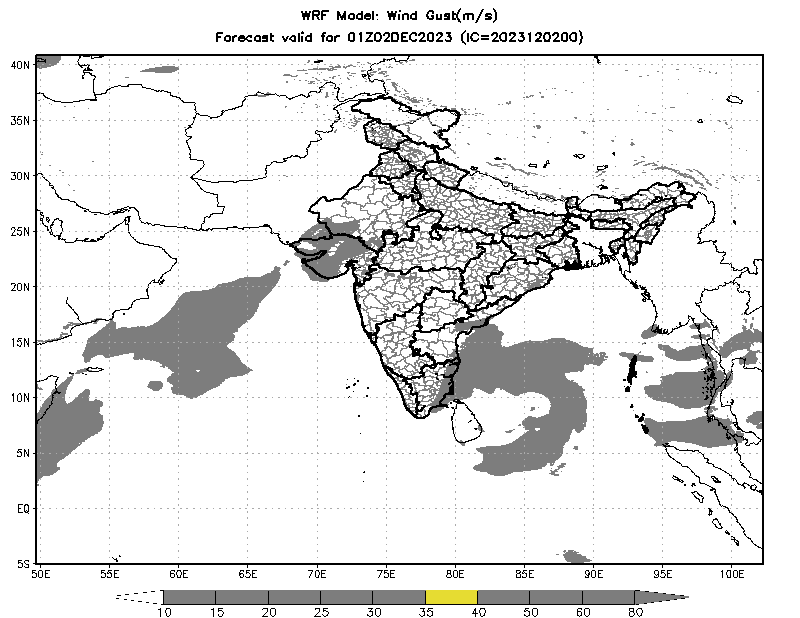 WRF Model: Wind Gust(m/s)
Forecast valid for 01Z02DEC2023 (IC=2023120200)
40N
35N
30N
25N
20N
15N
10N
5N
EQ
5S
50E 55E 60E 65E 70E 75E 80E 85E 90E 95E 100E
10 15 20 25 30 35 40 50 60 80